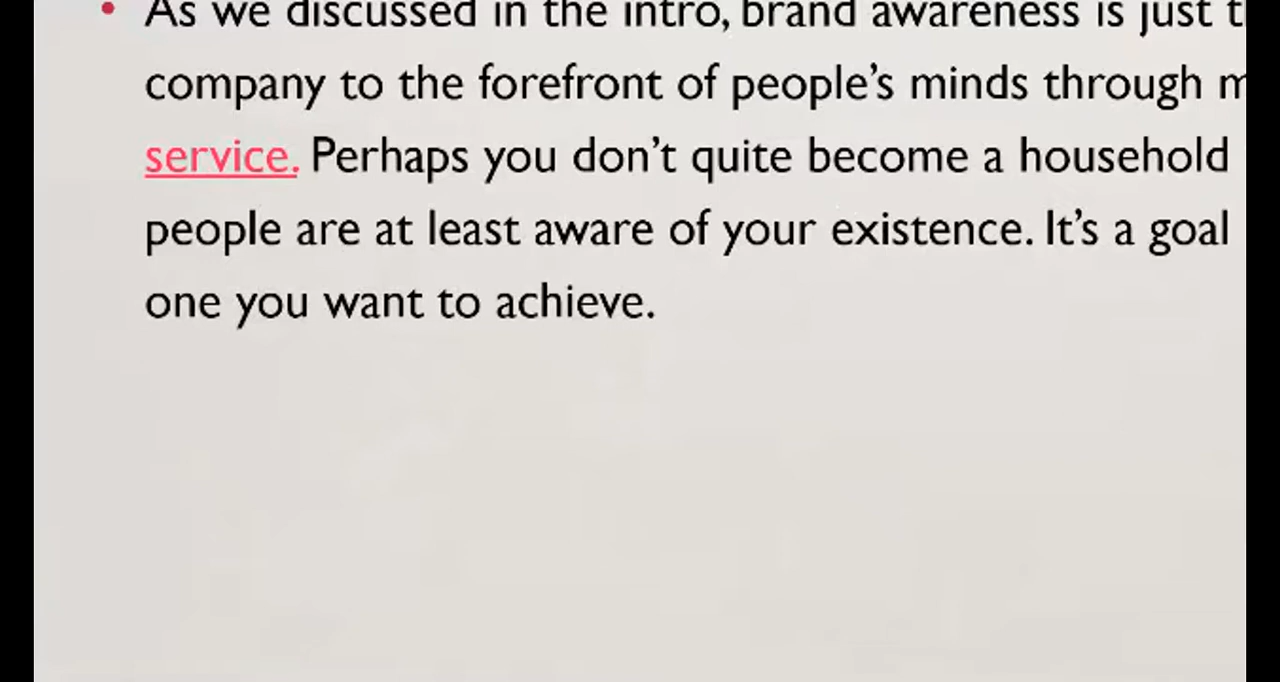 • As we discussed in the intro, brand awareness is just
company to the forefront of people’s minds through
service. Perhaps you don’t quite become a household
people are at least aware of your existence. It’s a goal
one you want to achieve.